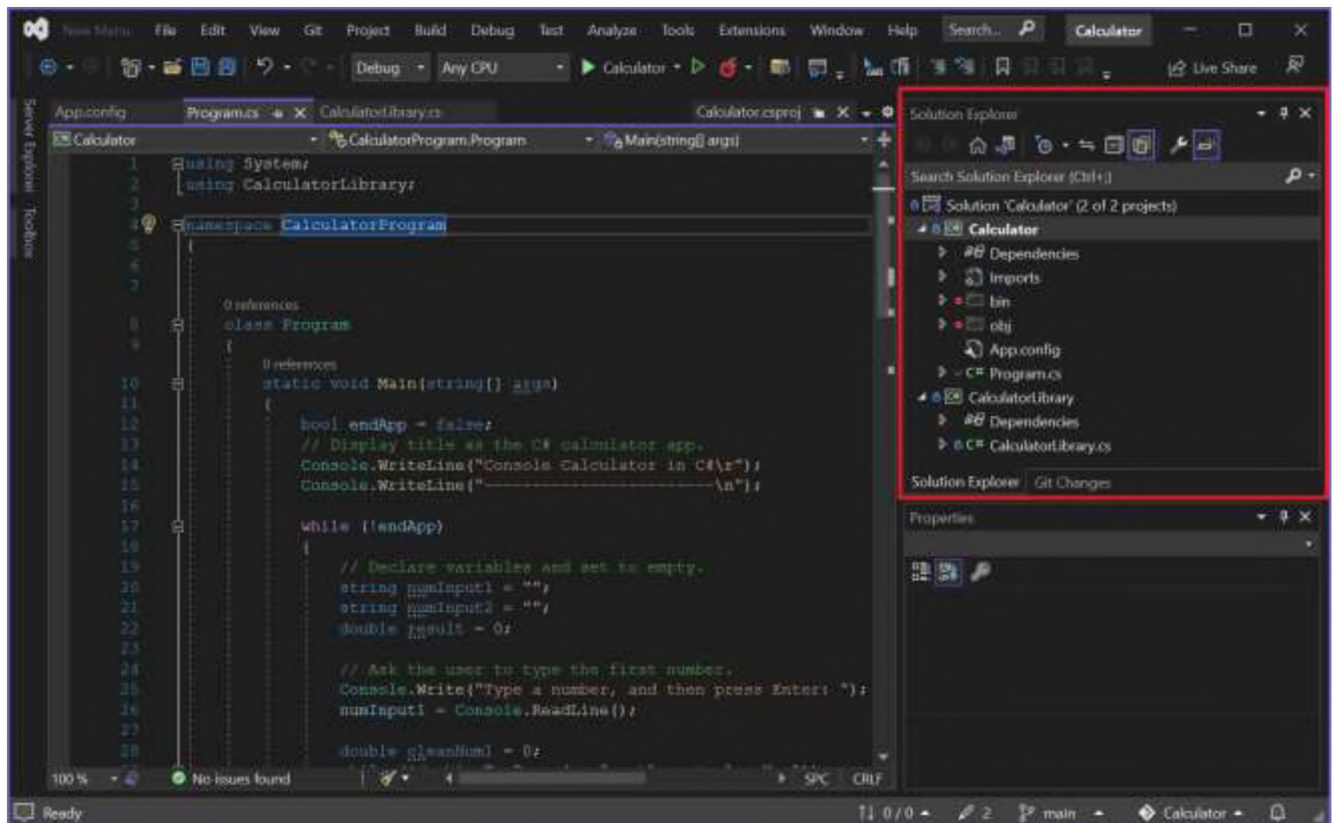 File Edit View Git Project Build Debug Test Analyze Tools Extensions Window Help Search... Calculator
Debug Any CPU Calculator Live Share
Server Explorer
Toolbox
App.config Program.cs CalculatorLibrary.cs Calculator.csproj
Calculator CalculatorProgram.Program Main(string[] args)
1 using System;
2 using CalculatorLibrary;
3
4 namespace CalculatorProgram
5 {
6
7
0 references
8 class Program
9 {
0 references
10 static void Main(string[] args)
11 {
12 bool endApp = false;
13 // Display title as the C# calculator app.
14 Console.WriteLine("Console Calculator in C#\r");
15 Console.WriteLine("------------------------\n");
16
17 while (!endApp)
18 {
19 // Declare variables and set to empty.
20 string numInput1 = "";
21 string numInput2 = "";
22 double result = 0;
23
24 // Ask the user to type the first number.
25 Console.Write("Type a number, and then press Enter: ");
26 numInput1 = Console.ReadLine();
27
28 double cleanNum1 = 0;
100 % No issues found SPC CRLF
Solution Explorer
Search Solution Explorer (Ctrl+;)
Solution 'Calculator' (2 of 2 projects)
Calculator
Dependencies
Imports
bin
obj
App.config
C# Program.cs
CalculatorLibrary
Dependencies
C# CalculatorLibrary.cs
Solution Explorer Git Changes
Properties
Ready 0 / 0 2 main Calculator